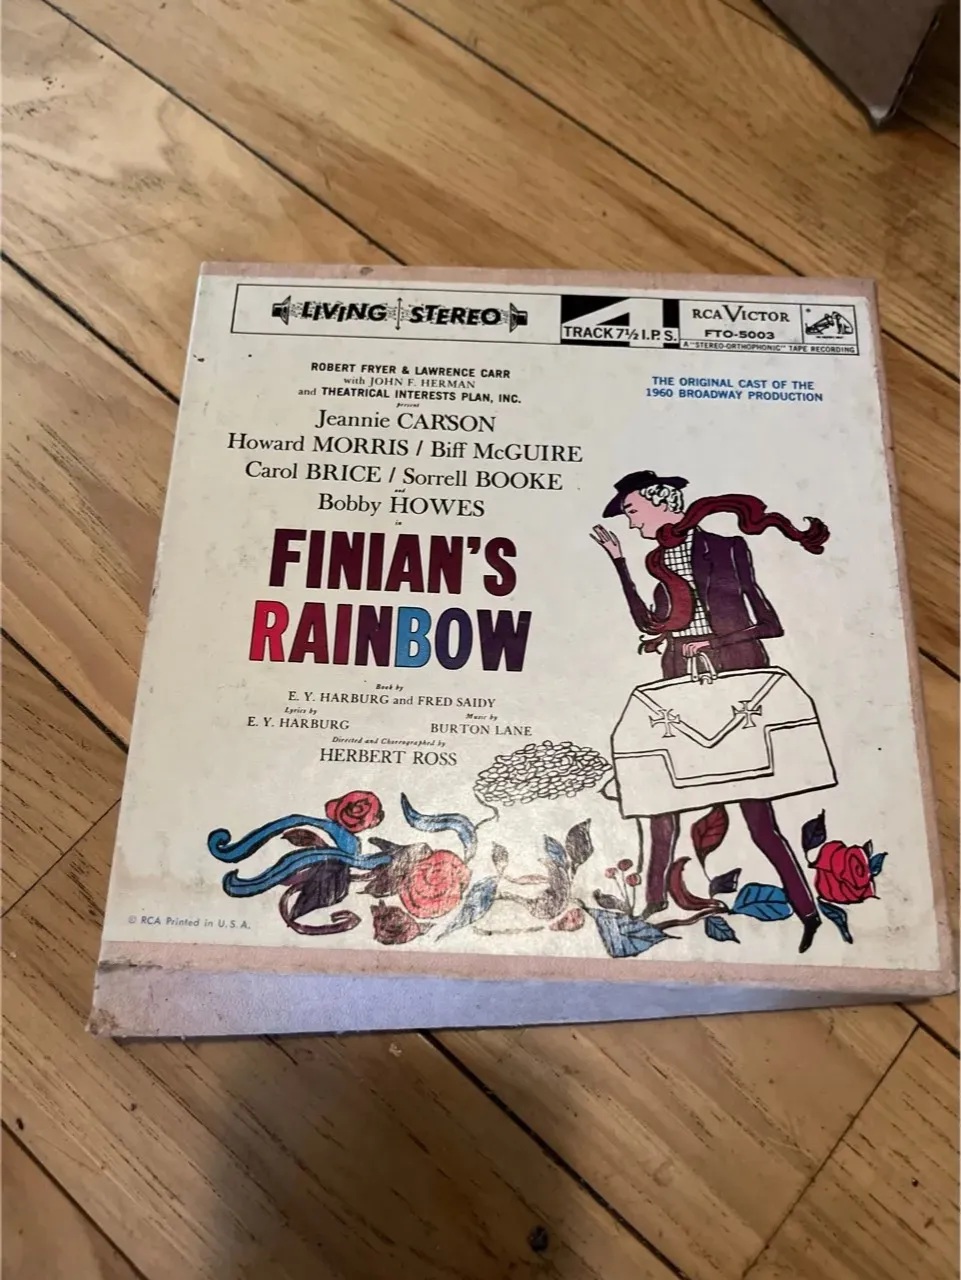 LIVING STEREO
4 TRACK 7½ I.P.S.
RCA VICTOR
FTO-5003
A "STEREO-ORTHOPHONIC" TAPE RECORDING
ROBERT FRYER & LAWRENCE CARR
with JOHN F. HERMAN
and THEATRICAL INTERESTS PLAN, INC.
present
THE ORIGINAL CAST OF THE
1960 BROADWAY PRODUCTION
Jeannie CARSON
Howard MORRIS / Biff McGUIRE
Carol BRICE / Sorrell BOOKE
and
Bobby HOWES
in
FINIAN'S
RAINBOW
Book by
E. Y. HARBURG and FRED SAIDY
Lyrics by
E. Y. HARBURG
Music by
BURTON LANE
Directed and Choreographed by
HERBERT ROSS
© RCA Printed in U.S.A.